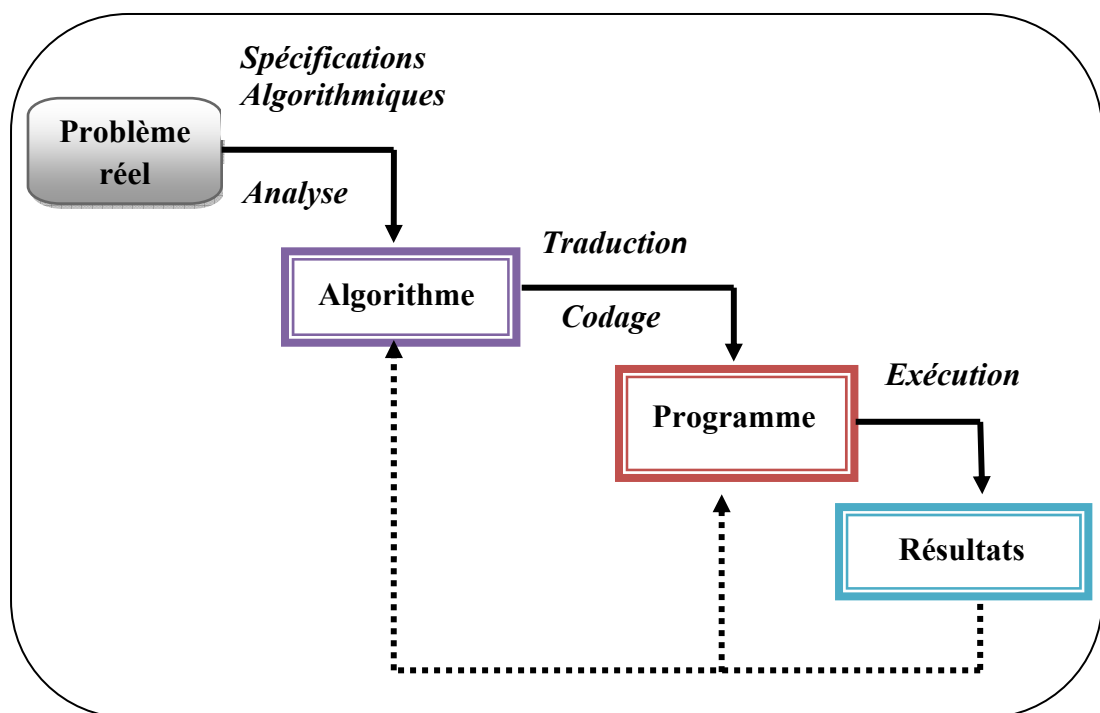 Spécifications
Algorithmiques
Problème
réel
Analyse
Traduction
Algorithme
Codage
Exécution
Programme
Résultats